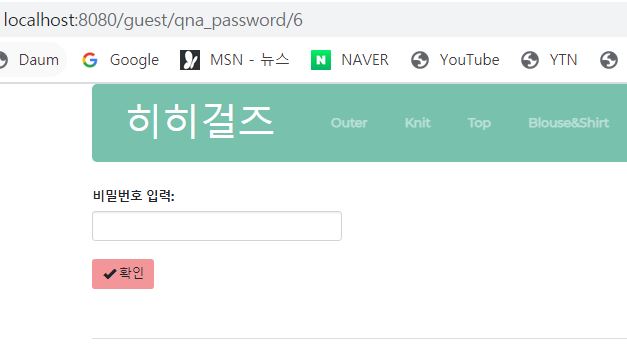 localhost:8080/guest/qna_password/6
Daum Google MSN - 뉴스 NAVER YouTube YTN
히히걸즈 Outer Knit Top Blouse&Shirt
비밀번호 입력:
확인